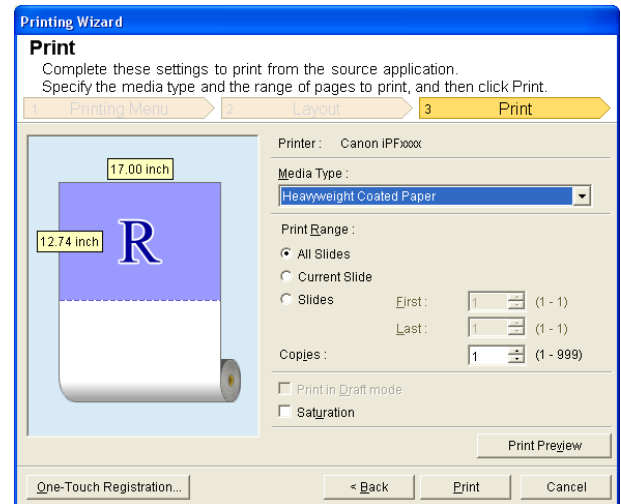 Printing Wizard
Print
Complete these settings to print from the source application.
Specify the media type and the range of pages to print, and then click Print.
1 Printing Menu 2 Layout 3 Print
Printer : Canon iPFxxxx
17.00 inch
Media Type :
Heavyweight Coated Paper
12.74 inch
R
Print Range :
All Slides
Current Slide
Slides First : 1 (1 - 1)
Last : 1 (1 - 1)
Copies : 1 (1 - 999)
Print in Draft mode
Saturation
Print Preview
One-Touch Registration... < Back Print Cancel